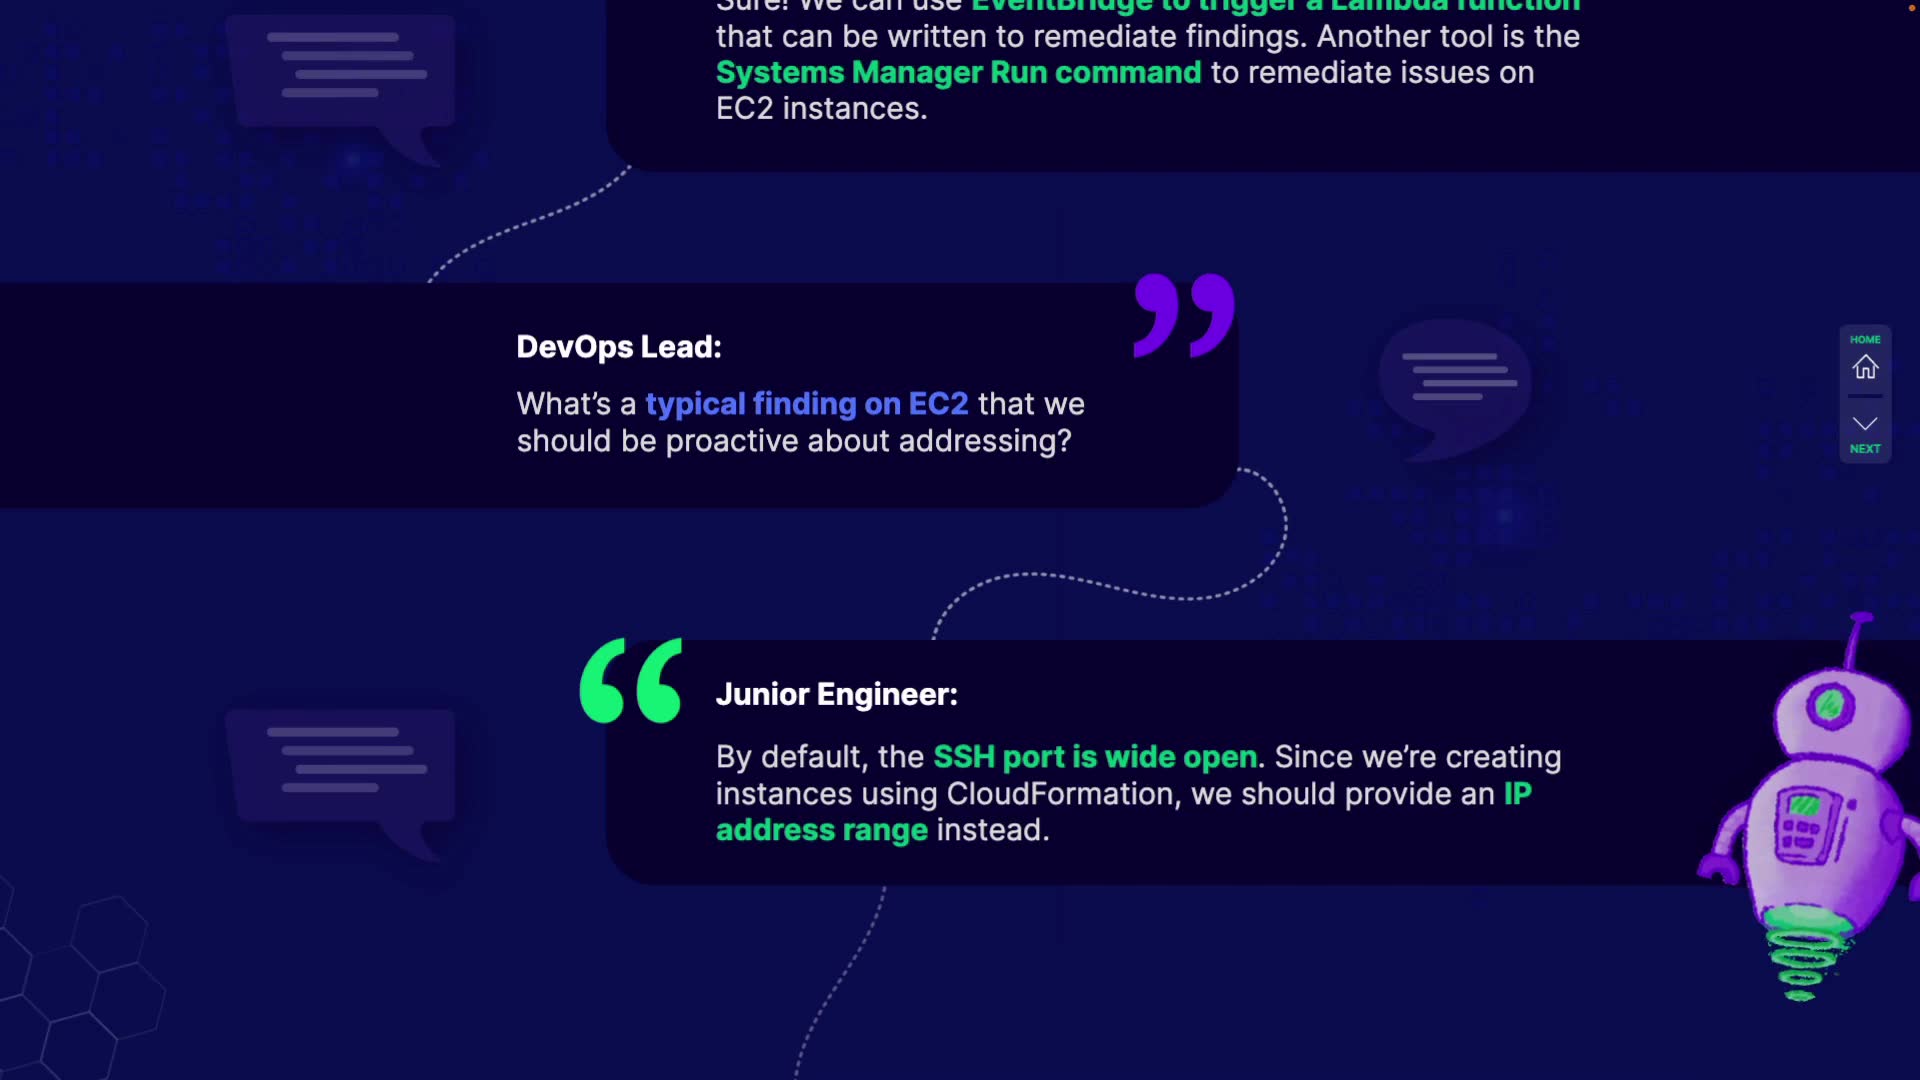 Sure! We can use EventBridge to trigger a Lambda function
that can be written to remediate findings. Another tool is the
Systems Manager Run command to remediate issues on
EC2 instances.
DevOps Lead:
What’s a typical finding on EC2 that we
should be proactive about addressing?
HOME
NEXT
Junior Engineer:
By default, the SSH port is wide open. Since we’re creating
instances using CloudFormation, we should provide an IP
address range instead.